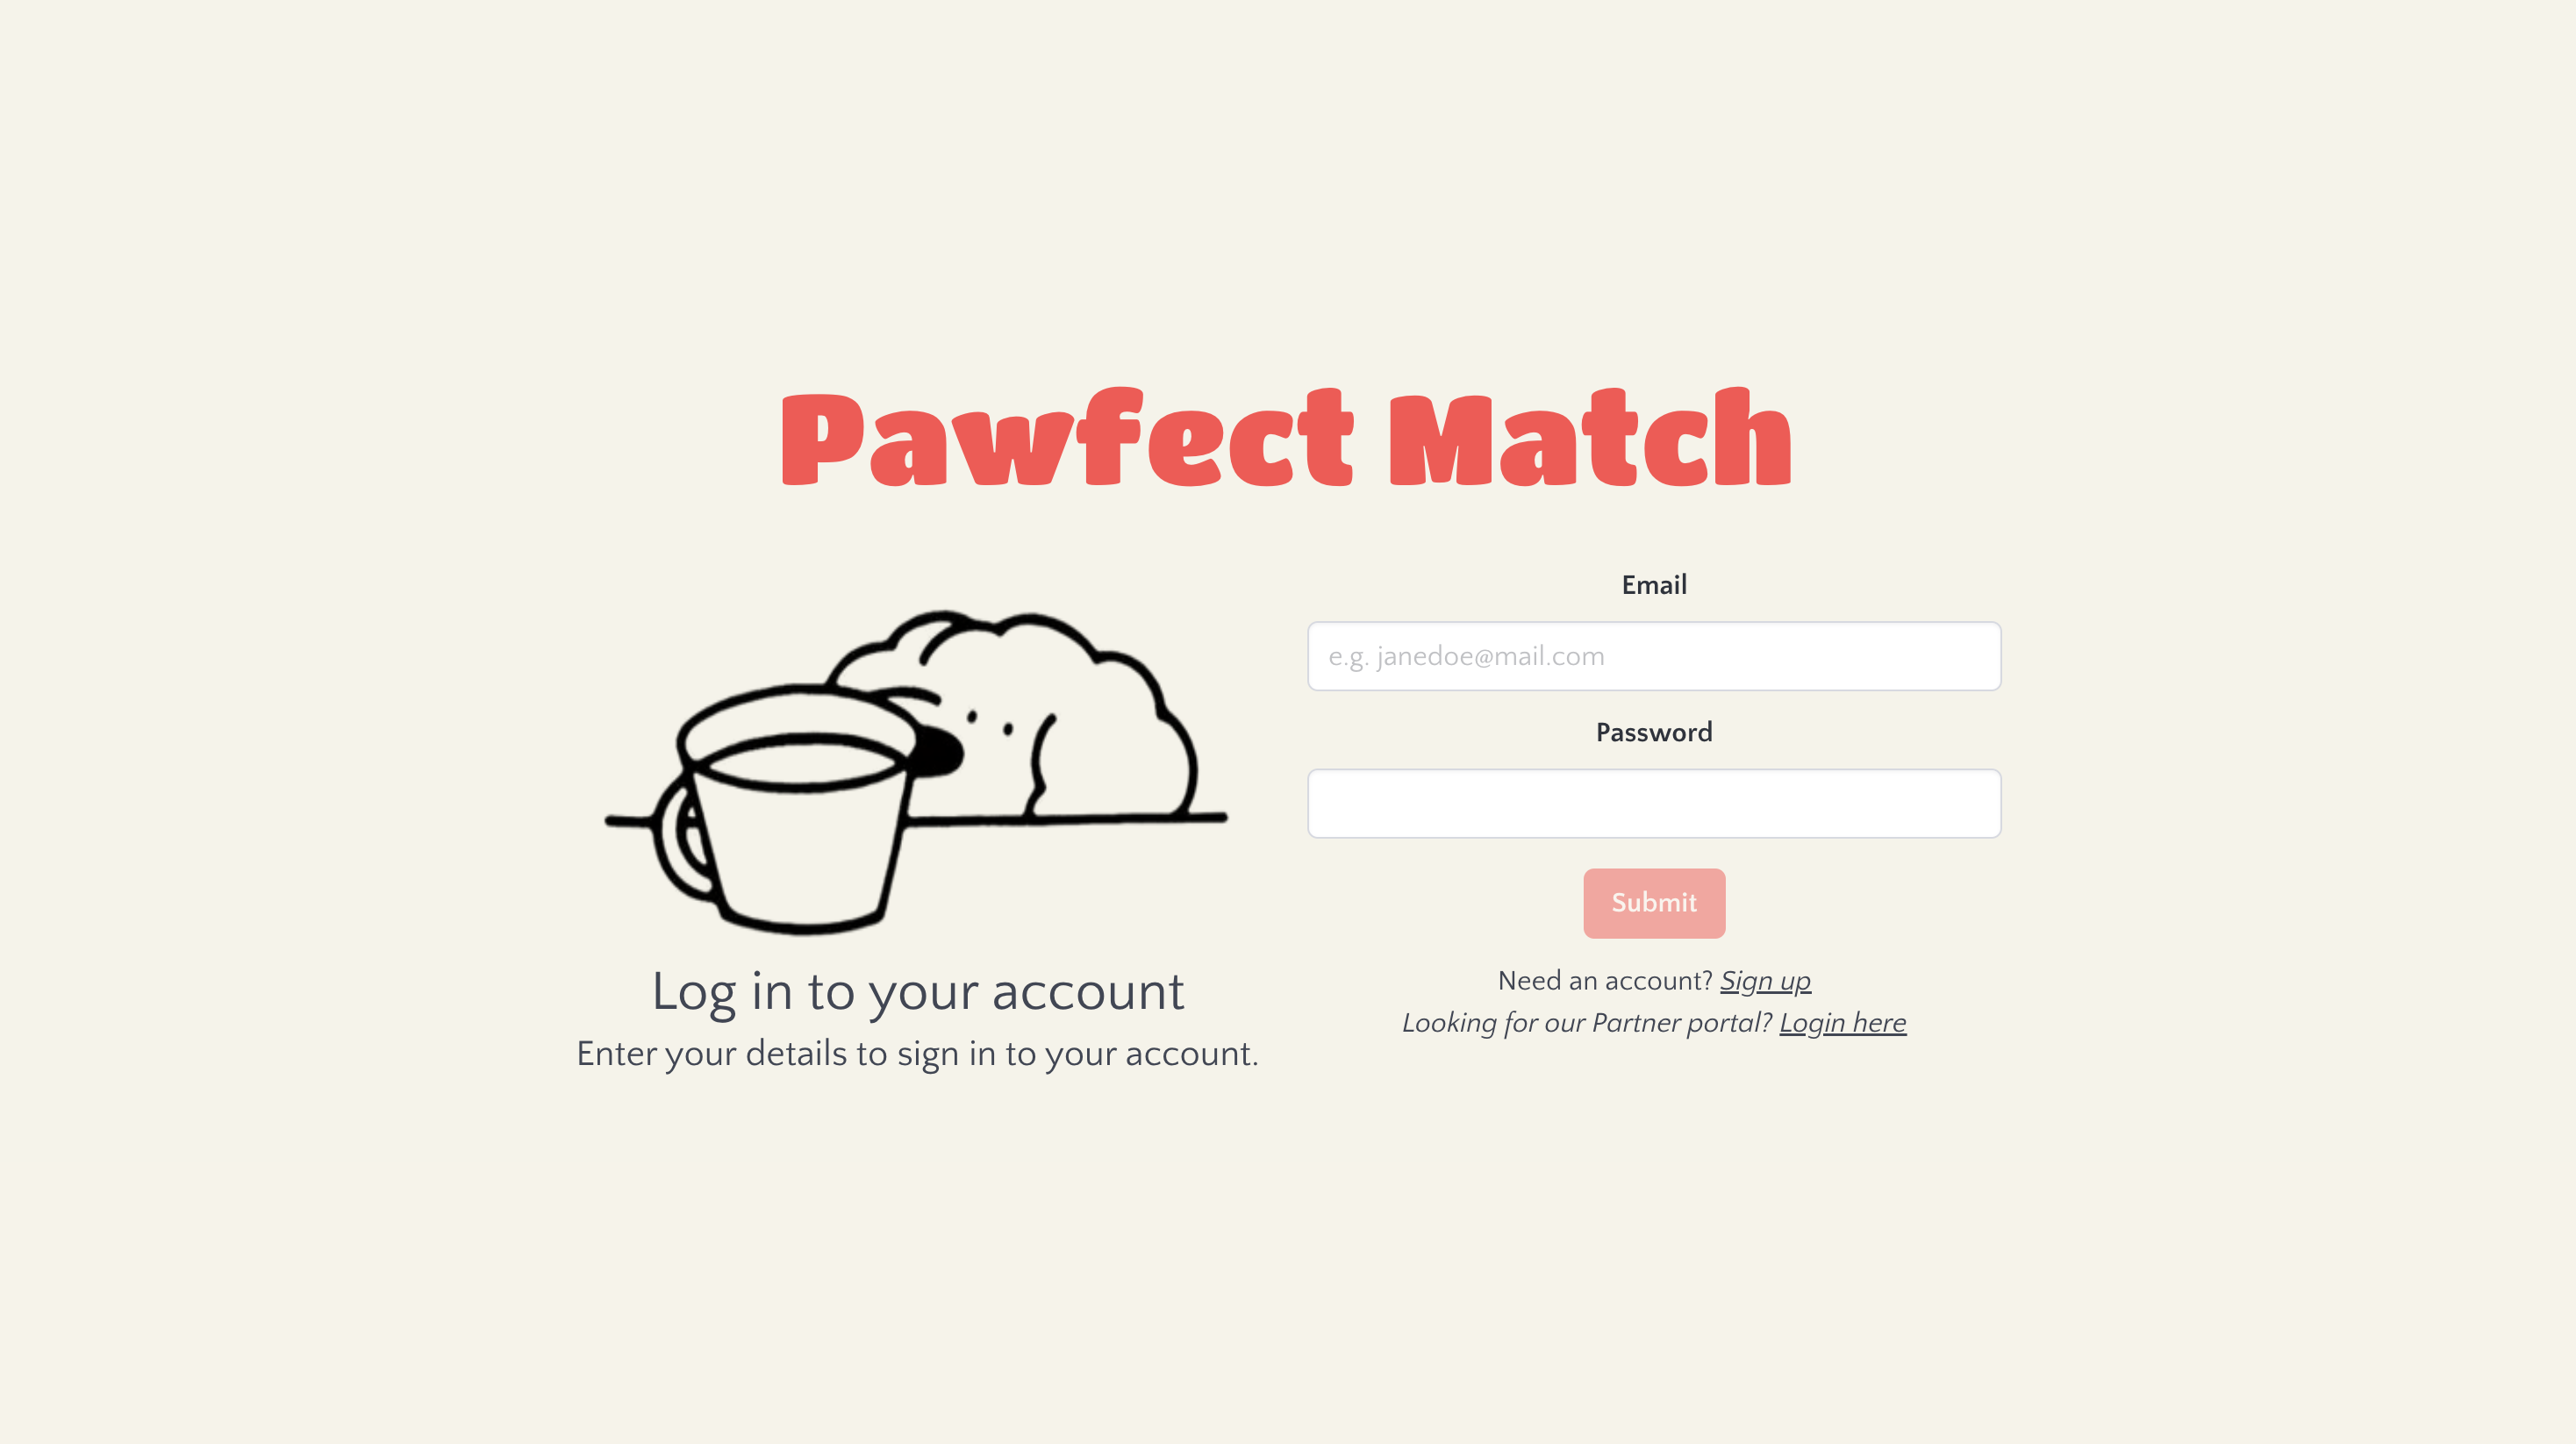 Pawfect Match
Log in to your account
Enter your details to sign in to your account.
Email
e.g. janedoe@mail.com
Password
Submit
Need an account? Sign up
Looking for our Partner portal? Login here